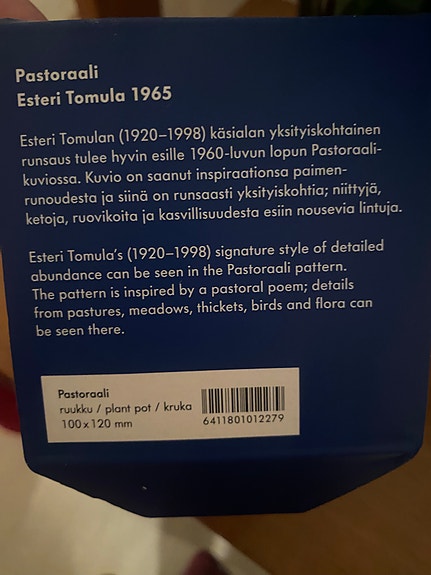 Pastoraali
Esteri Tomula 1965
Esteri Tomulan (1920–1998) käsialan yksityiskohtainen
runsaus tulee hyvin esille 1960-luvun lopun Pastoraali-
kuviossa. Kuvio on saanut inspiraationsa paimen-
runoudesta ja siinä on runsaasti yksityiskohtia; niittyjä,
ketoja, ruovikoita ja kasvillisuudesta esiin nousevia lintuja.
Esteri Tomula’s (1920–1998) signature style of detailed
abundance can be seen in the Pastoraali pattern.
The pattern is inspired by a pastoral poem; details
from pastures, meadows, thickets, birds and flora can
be seen there.
Pastoraali
ruukku / plant pot / kruka
100 x 120 mm
6411801012279